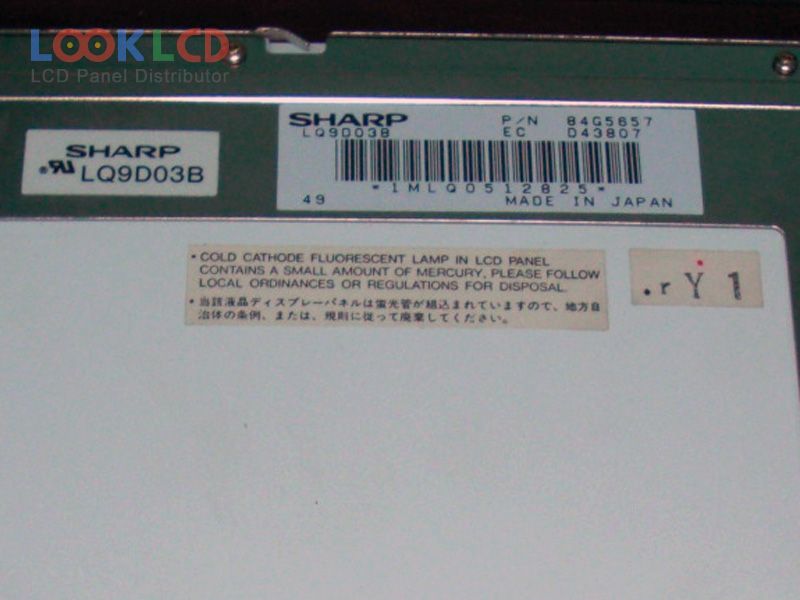 LOOKLCD
LCD Panel Distributor
SHARP
LQ9D03B
SHARP P/N 84G5657
LQ9D03B EC D43807
*1MLQ0512825*
49 MADE IN JAPAN
• COLD CATHODE FLUORESCENT LAMP IN LCD PANEL
CONTAINS A SMALL AMOUNT OF MERCURY, PLEASE FOLLOW
LOCAL ORDINANCES OR REGULATIONS FOR DISPOSAL.
• 当該液晶ディスプレーパネルは蛍光管が組込まれていますので、地方自
治体の条例、または、規則に従って廃棄してください。
.r Y 1